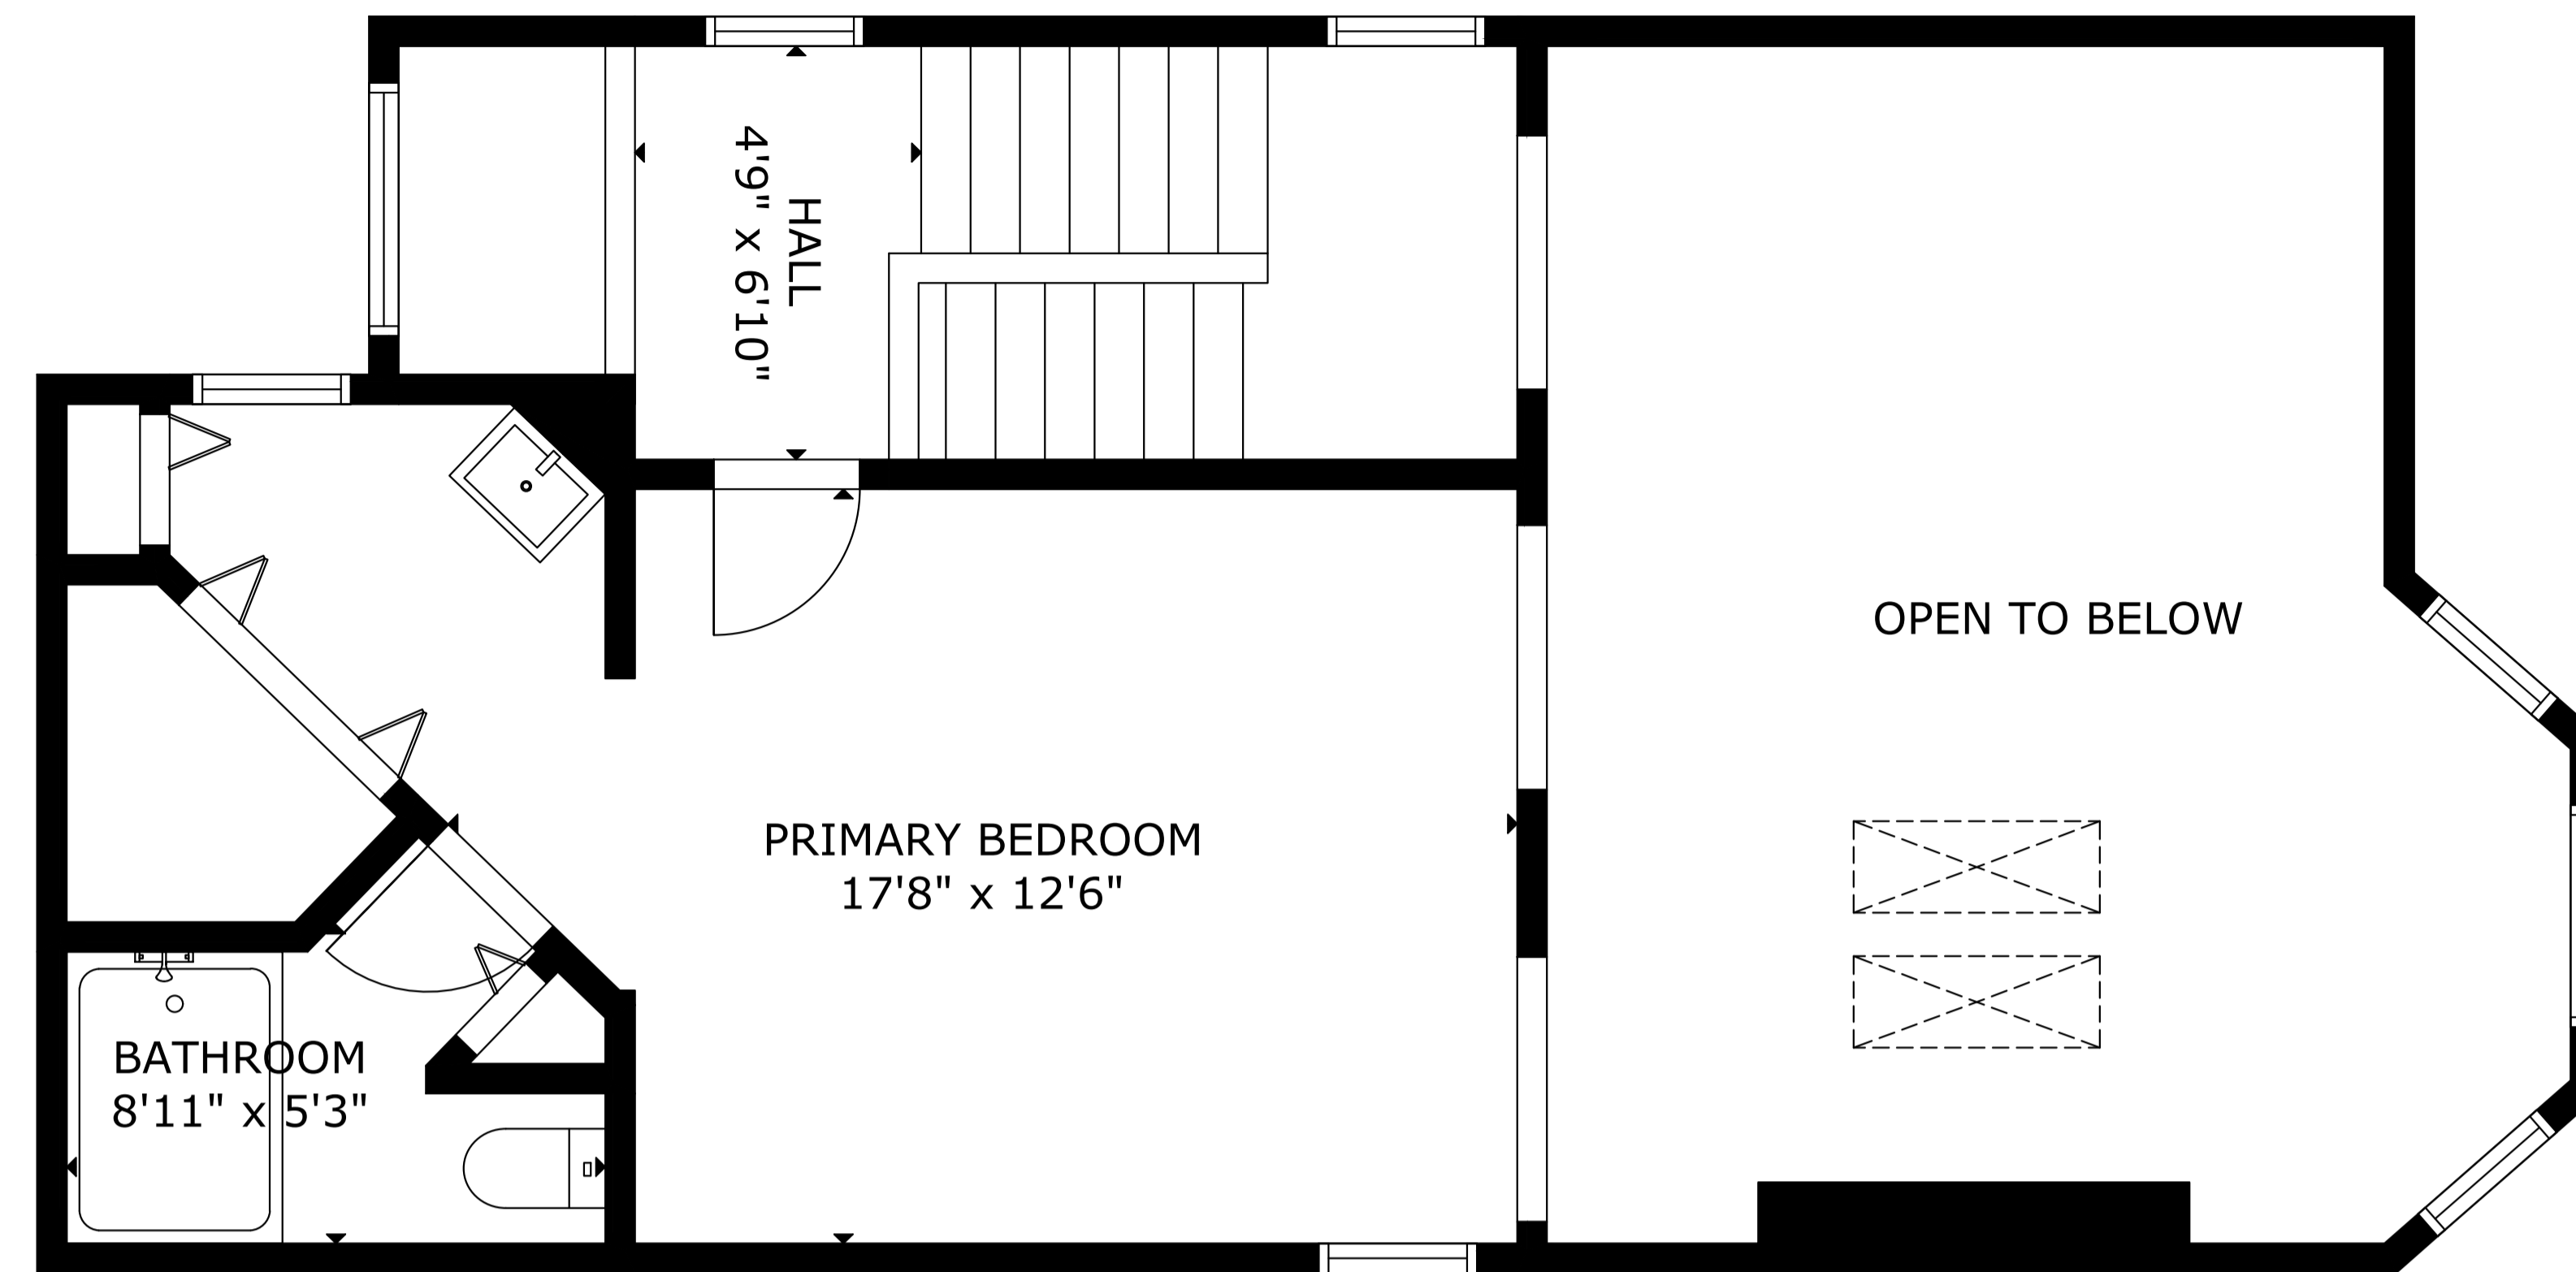 HALL
4'9" x 6'10"
OPEN TO BELOW
PRIMARY BEDROOM
17'8" x 12'6"
BATHROOM
8'11" x 5'3"